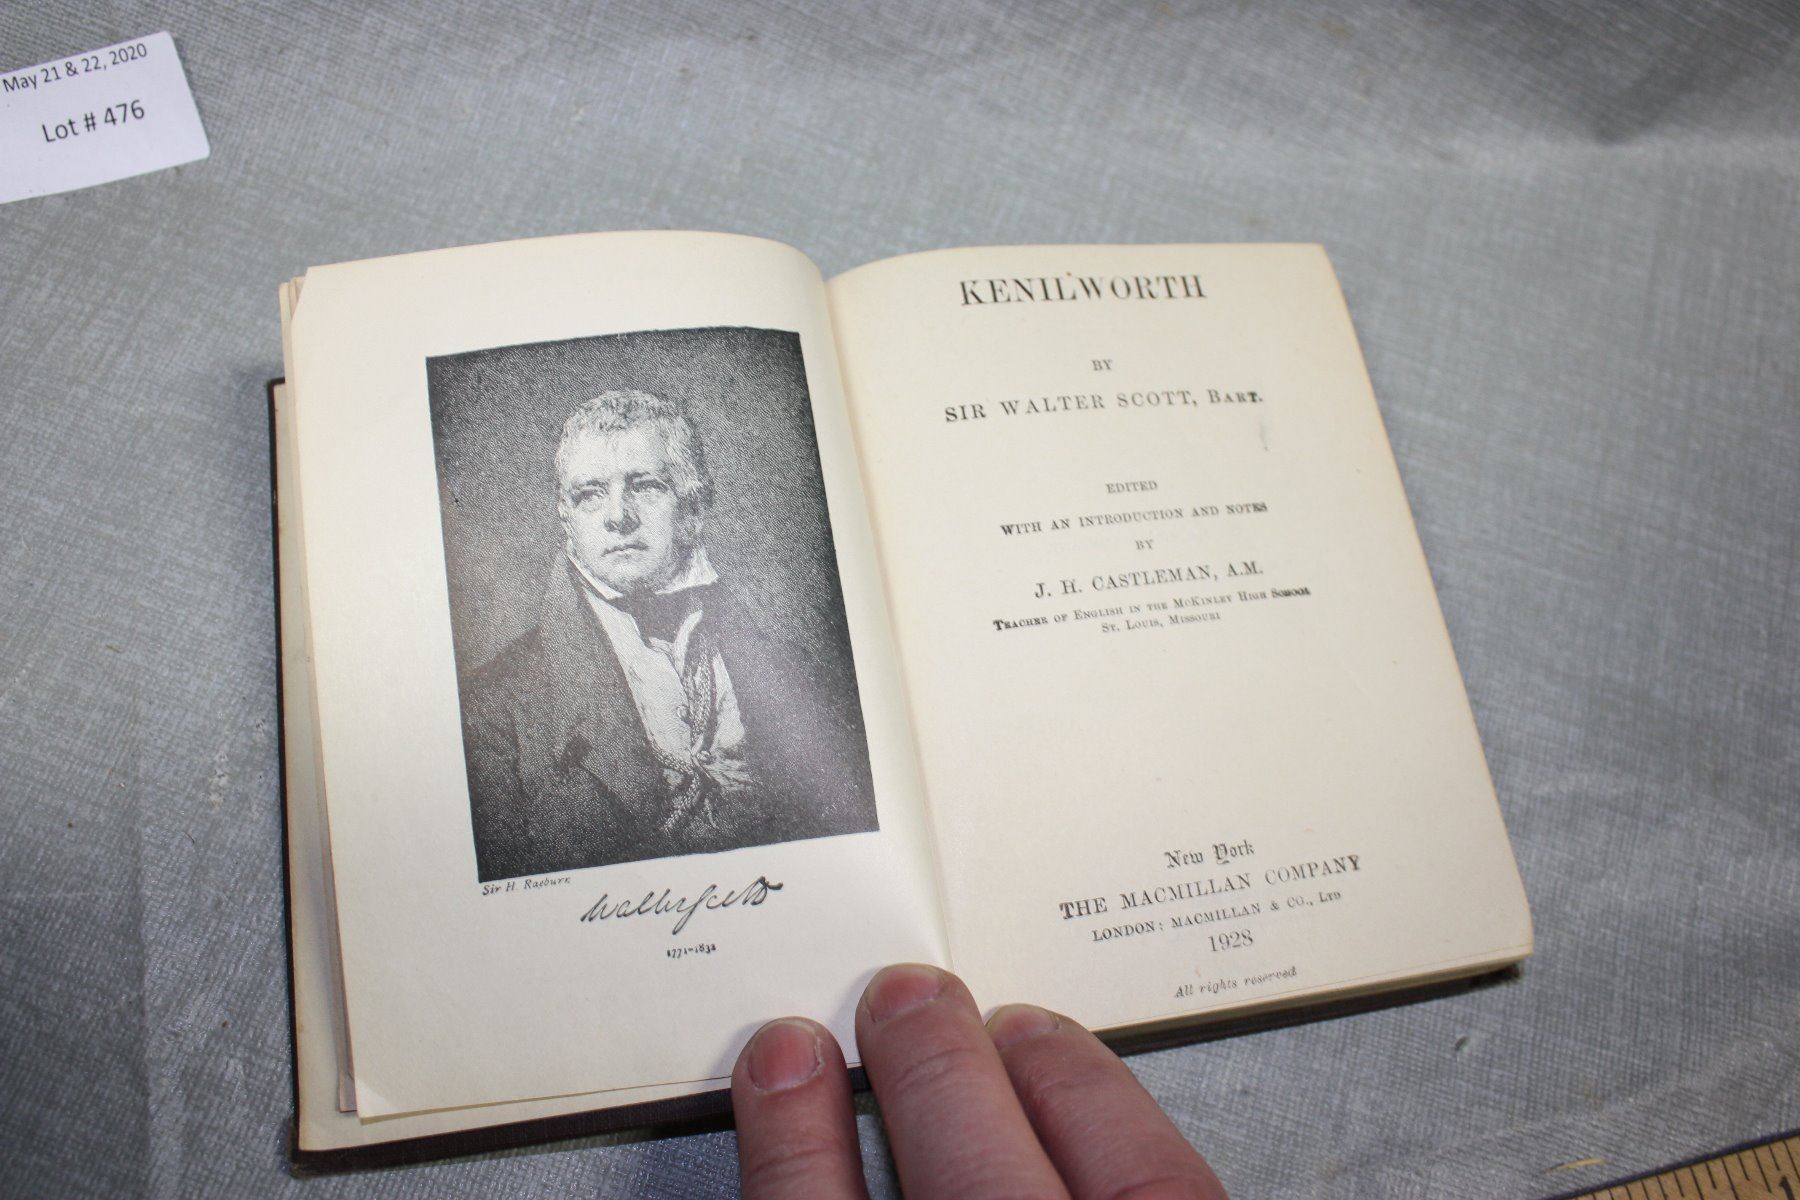 May 21 & 22, 2020
Lot # 476
Sir H. Raeburn
Walter Scott
1771-1832
KENILWORTH
BY
SIR WALTER SCOTT, BART.
EDITED
WITH AN INTRODUCTION AND NOTES
BY
J. H. CASTLEMAN, A.M.
TEACHER OF ENGLISH IN THE MCKINLEY HIGH SCHOOL
ST. LOUIS, MISSOURI
New York
THE MACMILLAN COMPANY
LONDON: MACMILLAN & CO., LTD
1928
All rights reserved
1